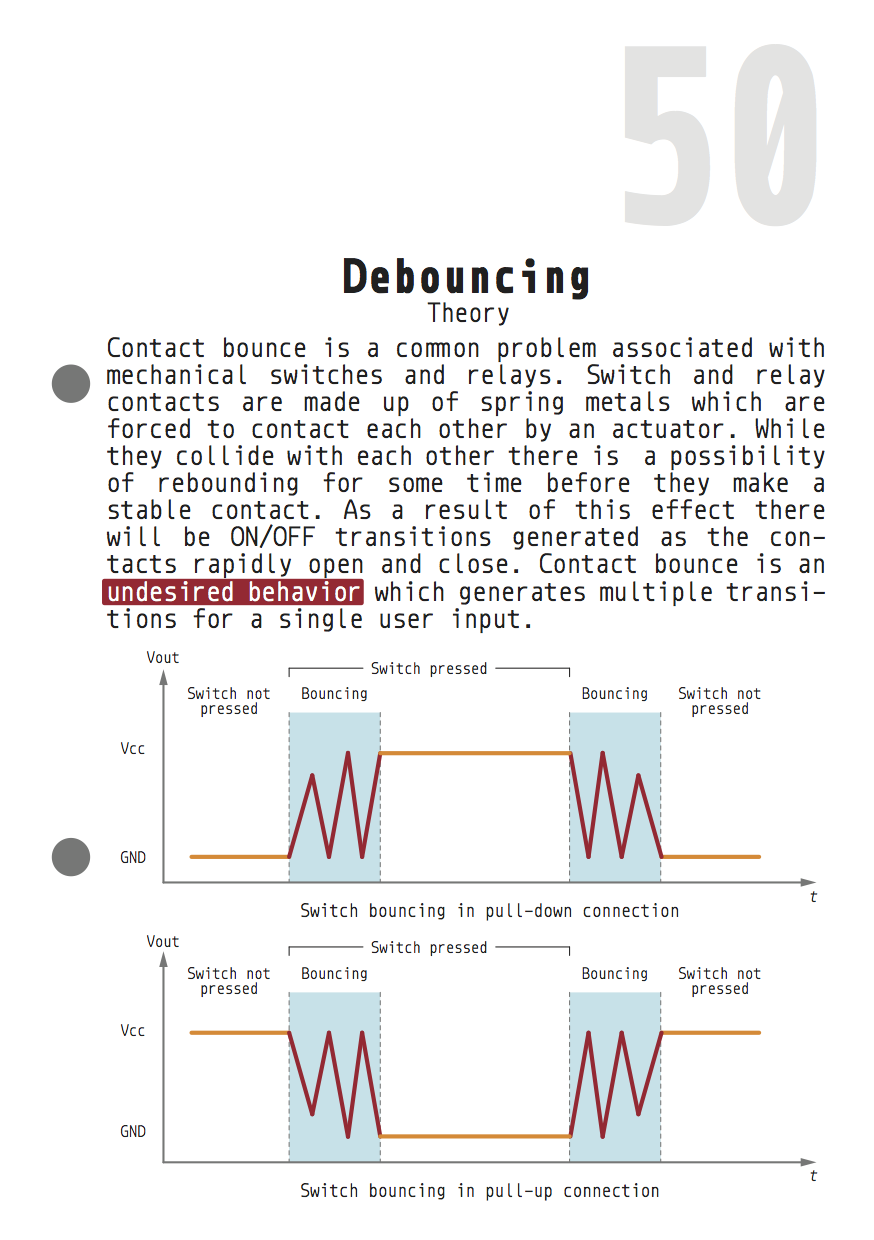 50
Debouncing
Theory
Contact bounce is a common problem associated with
mechanical switches and relays. Switch and relay
contacts are made up of spring metals which are
forced to contact each other by an actuator. While
they collide with each other there is a possibility
of rebounding for some time before they make a
stable contact. As a result of this effect there
will be ON/OFF transitions generated as the con-
tacts rapidly open and close. Contact bounce is an
undesired behavior which generates multiple transi-
tions for a single user input.
Vout
Switch pressed
Switch not
pressed
Bouncing
Bouncing
Switch not
pressed
Vcc
GND
t
Switch bouncing in pull-down connection
Vout
Switch pressed
Switch not
pressed
Bouncing
Bouncing
Switch not
pressed
Vcc
GND
t
Switch bouncing in pull-up connection